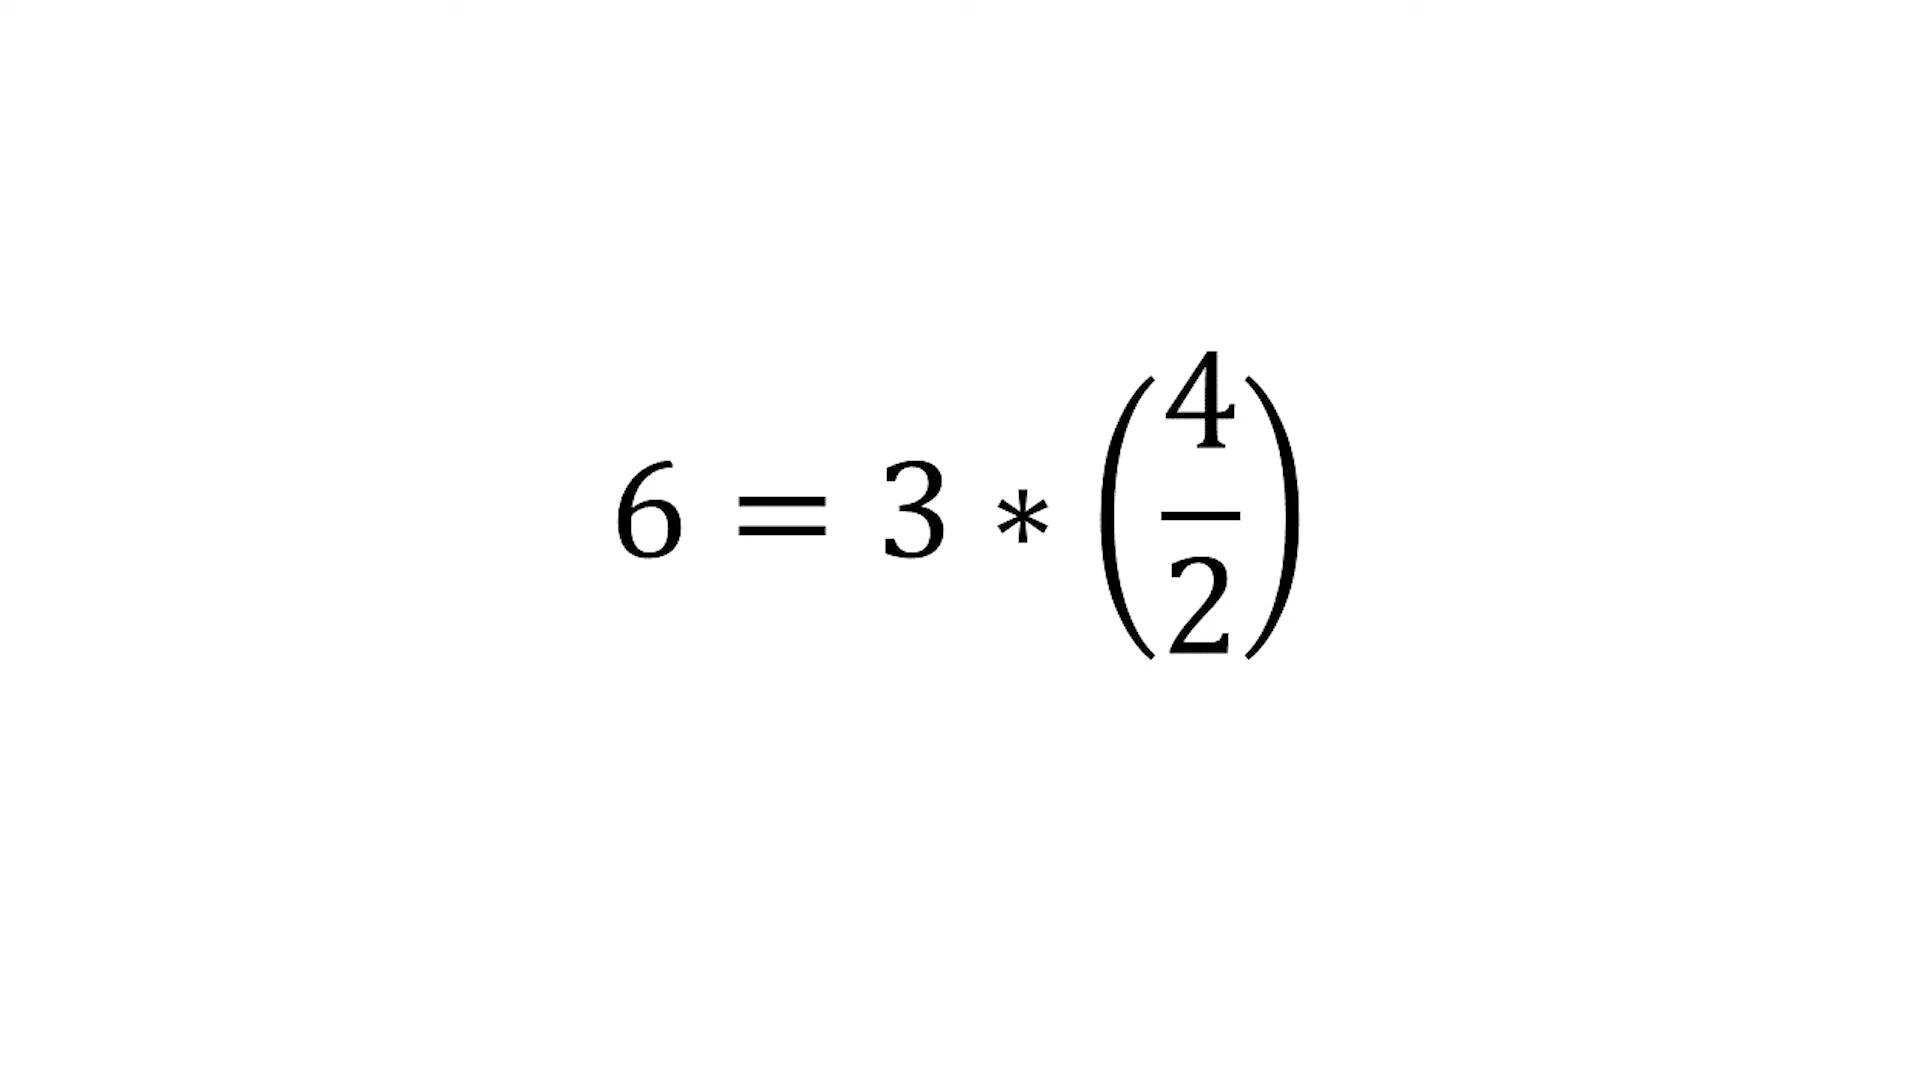 6 = 3 * (4/2)